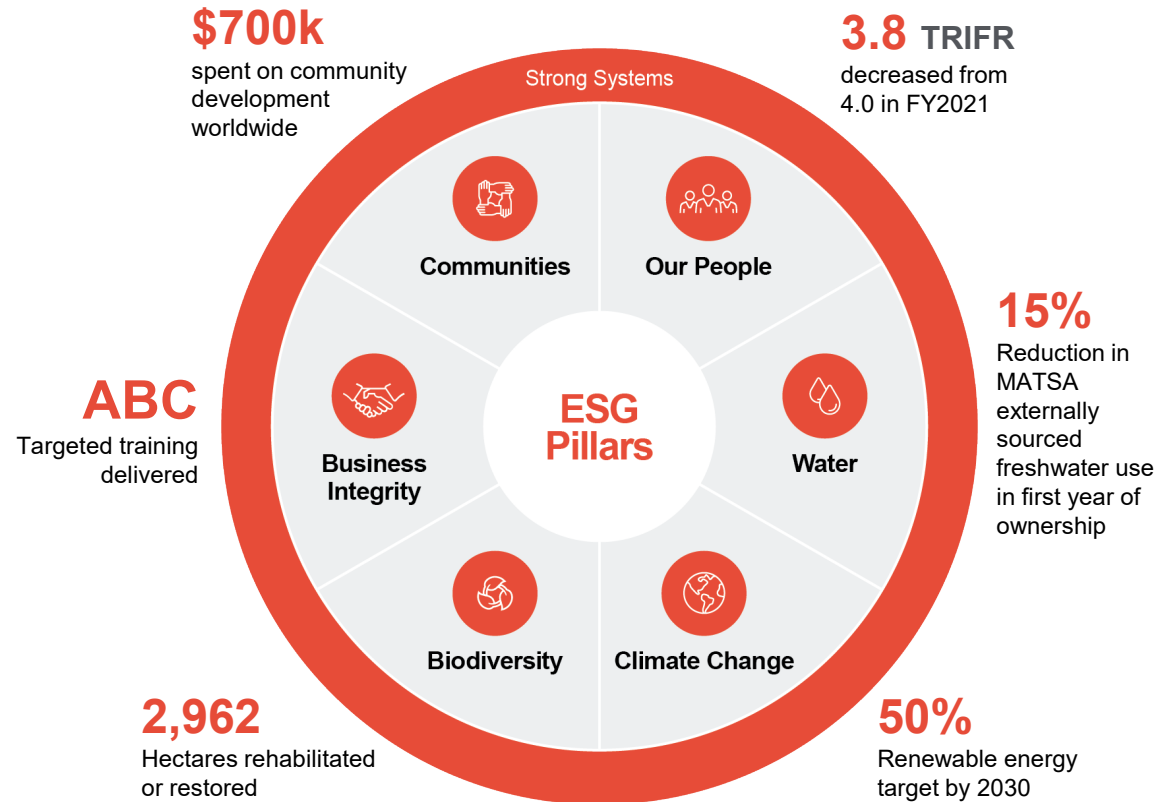 $700k
spent on community
development
worldwide
3.8 TRIFR
decreased from
4.0 in FY2021
Strong Systems
Communities
Our People
15%
Reduction in
MATSA
externally
sourced
freshwater use
in first year of
ownership
ABC
Targeted training
delivered
Business
Integrity
ESG
Pillars
Water
Biodiversity
Climate Change
2,962
Hectares rehabilitated
or restored
50%
Renewable energy
target by 2030